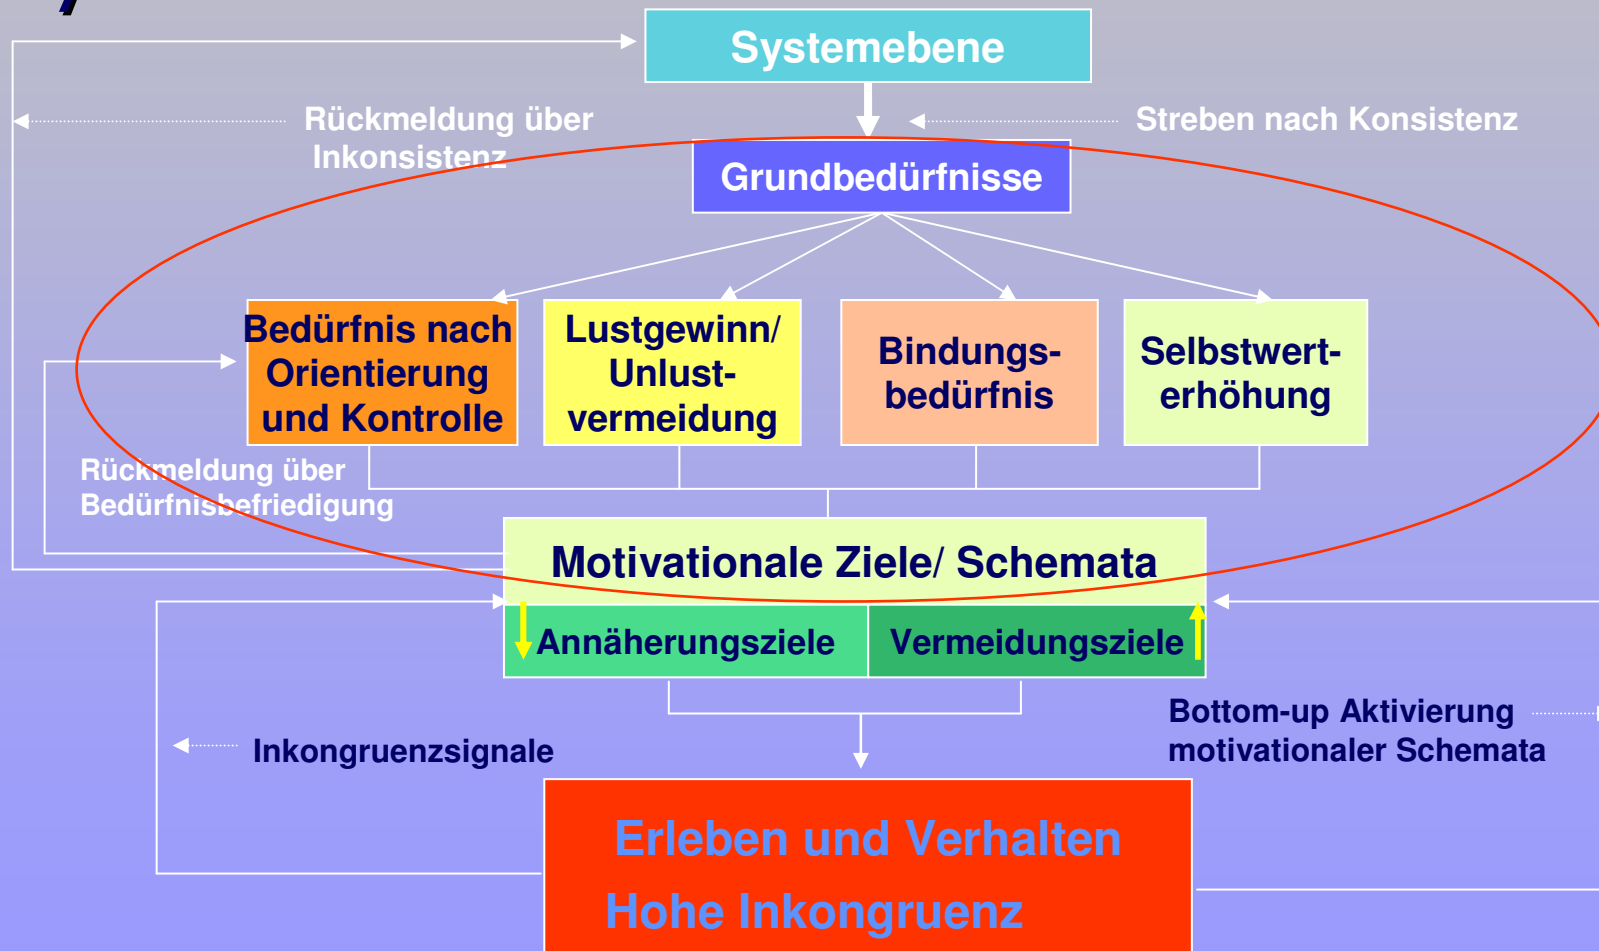 Systemebene
Rückmeldung über
Inkonsistenz
Streben nach Konsistenz
Grundbedürfnisse
Bedürfnis nach
Orientierung
und Kontrolle
Lustgewinn/
Unlust-
vermeidung
Bindungs-
bedürfnis
Selbstwert-
erhöhung
Rückmeldung über
Bedürfnisbefriedigung
Motivationale Ziele/ Schemata
Annäherungsziele
Vermeidungsziele
Inkongruenzsignale
Bottom-up Aktivierung
motivationaler Schemata
Erleben und Verhalten
Hohe Inkongruenz